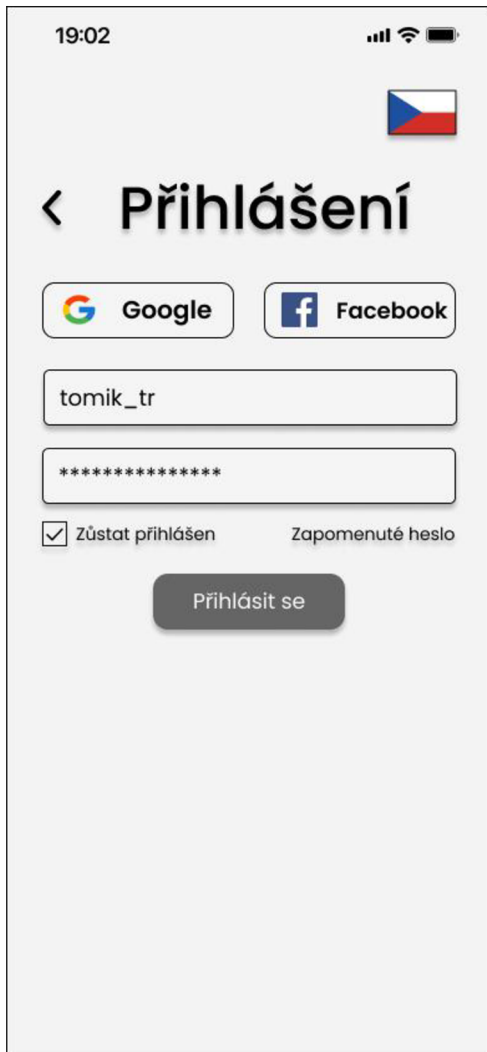 19:02
Přihlášení
Google
Facebook
tomik_tr
***************
Zůstat přihlášen
Zapomenuté heslo
Přihlásit se